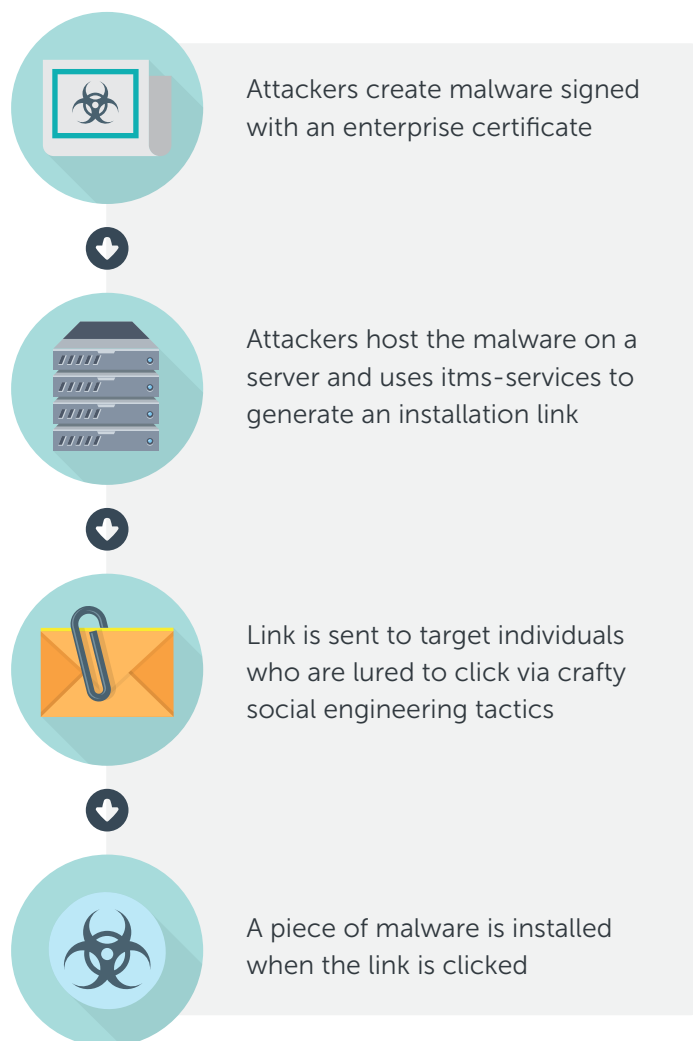 Attackers create malware signed
with an enterprise certificate
Attackers host the malware on a
server and uses itms-services to
generate an installation link
Link is sent to target individuals
who are lured to click via crafty
social engineering tactics
A piece of malware is installed
when the link is clicked